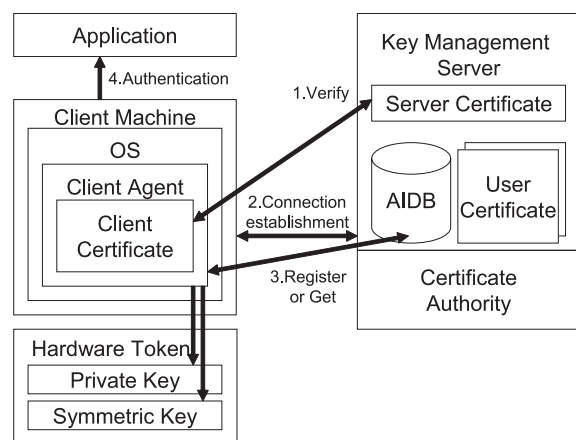 Application
4.Authentication
Client Machine
OS
Client Agent
Client
Certificate
Hardware Token
Private Key
Symmetric Key
1.Verify
2.Connection
establishment
3.Register
or Get
Key Management
Server
Server Certificate
AIDB
User
Certificate
Certificate
Authority